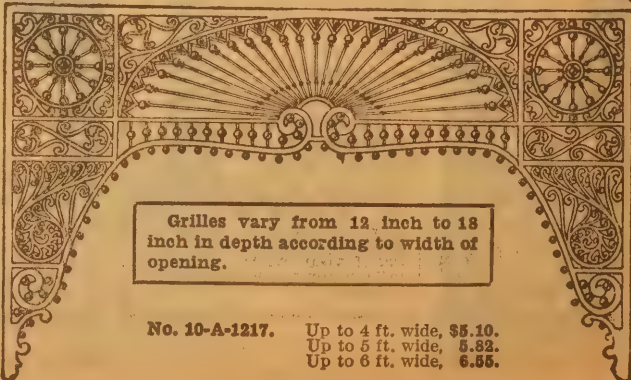 Grilles vary from 12 inch to 18
inch in depth according to width of
opening.
No. 10-A-1217. Up to 4 ft. wide, $5.10.
Up to 5 ft. wide, 5.82.
Up to 6 ft. wide, 6.55.